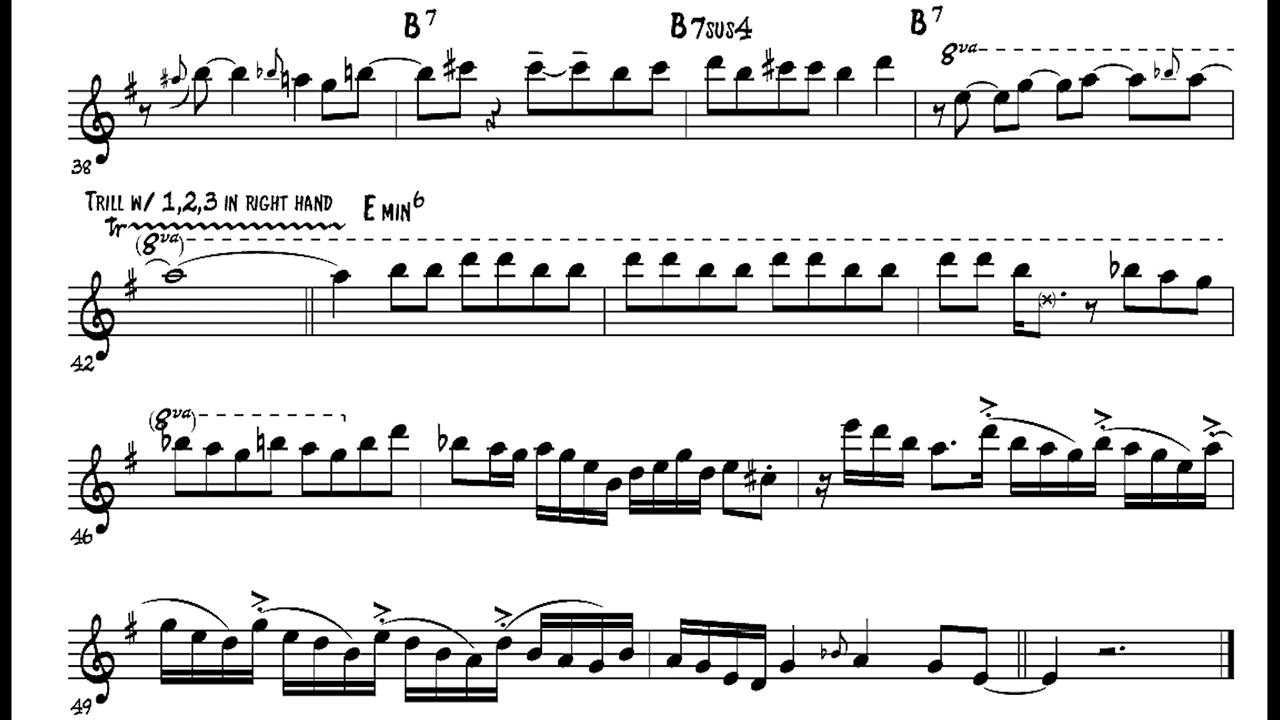 B7 B7sus4 B7
8va
38
Trill w/ 1,2,3 in right hand E min6
tr
(8va)
42
(8va)
46
49